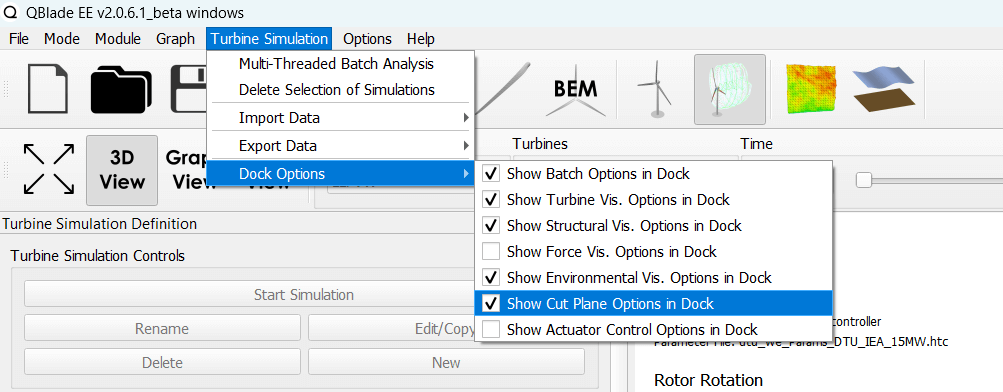 QBlade EE v2.0.6.1_beta windows
File Mode Module Graph Turbine Simulation Options Help
Multi-Threaded Batch Analysis
Delete Selection of Simulations
Import Data
Export Data
Dock Options
BEM
3D View
View
Turbines
Time
Show Batch Options in Dock
Show Turbine Vis. Options in Dock
Show Structural Vis. Options in Dock
Show Force Vis. Options in Dock
Show Environmental Vis. Options in Dock
Show Cut Plane Options in Dock
Show Actuator Control Options in Dock
Turbine Simulation Definition
Turbine Simulation Controls
Start Simulation
Rename
Edit/Copy
Delete
New
controller
Parameter File: dtu_we_Params_DTU_IEA_15MW.htc
Rotor Rotation